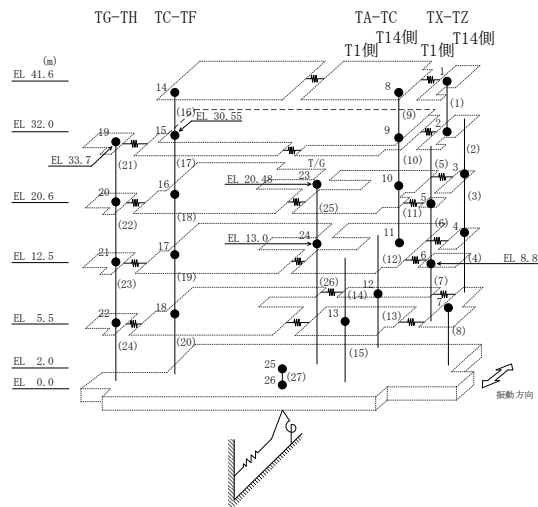 TG-TH TC-TF TA-TC TX-TZ
T1側 T14側 T1側 T14側
(m)
EL 41.6
14 8 1
(16) (9) (1)
EL 32.0 EL 30.55
19 15 9 2
EL 33.7 (21) (17) (10) (2)
T/G
EL 20.6 EL 20.48 23
20 16 10 5 3
(22) (18) (25) (11) (5) (3)
EL 12.5 EL 13.0 24
21 17 11 6 4
(6)
EL 8.8
(23) (19) (26) (12) (7) (4)
EL 5.5
22 18 13 12 7
(14)
(24) (20) (15) (13) (8)
EL 2.0
25
EL 0.0
26 (27)
振動方向